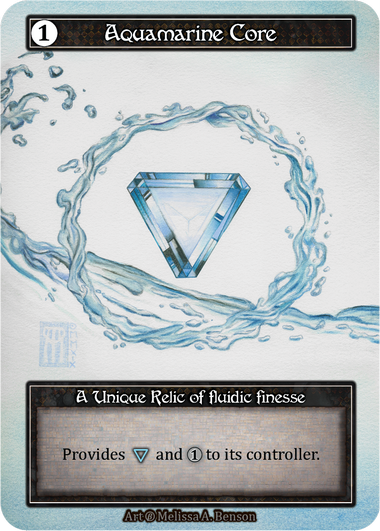 1
Aquamarine Core
A Unique Relic of fluidic finesse
Provides and 1 to its controller.
Art @ Melissa A. Benson